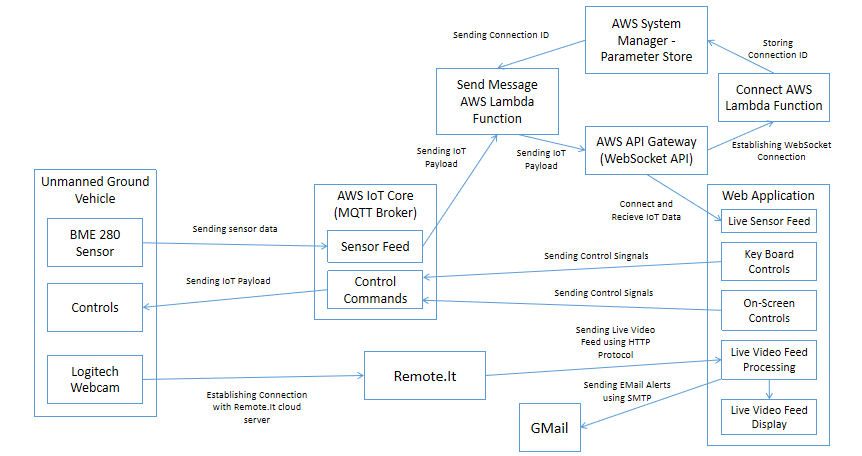 Sending Connection ID
AWS System
Manager -
Parameter Store
Storing
Connection ID
Send Message
AWS Lambda
Function
Connect AWS
Lambda Function
AWS API Gateway
(WebSocket API)
Sending IoT
Payload
Sending IoT
Payload
Establishing WebSocket
Connection
Unmanned Ground
Vehicle
AWS IoT Core
(MQTT Broker)
Connect and
Recieve IoT Data
Web Application
Live Sensor Feed
BME 280
Sensor
Sending sensor data
Sensor Feed
Sending Control Singnals
Key Board
Controls
Sending IoT Payload
Control
Commands
Controls
Sending Control Signals
On-Screen
Controls
Sending Live Video
Feed using HTTP
Protocol
Logitech
Webcam
Remote.It
Live Video Feed
Processing
Establishing Connection
with Remote.It cloud
server
Sending EMail Alerts
using SMTP
GMail
Live Video Feed
Display